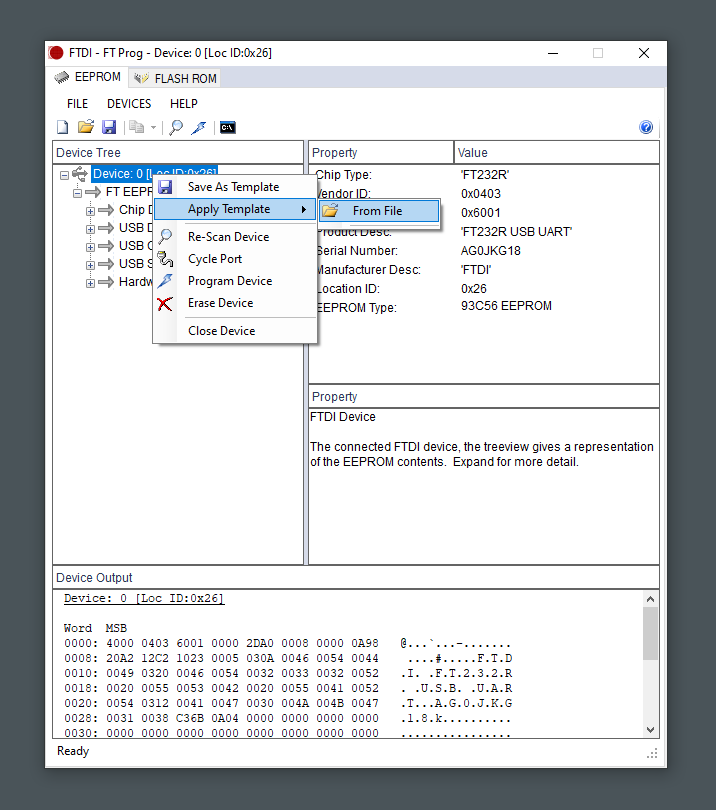 FTDI - FT Prog - Device: 0 [Loc ID:0x26]
EEPROM FLASH ROM
FILE DEVICES HELP
C:\
Device Tree
Device: 0 [Loc ID:0x26]
FT EEP
Chip D
USB D
USB C
USB S
Hardw
Save As Template
Apply Template
Re-Scan Device
Cycle Port
Program Device
Erase Device
Close Device
From File
Property Value
Chip Type: 'FT232R'
Vendor ID: 0x0403
0x6001
Product Desc: 'FT232R USB UART'
Serial Number: AG0JKG18
Manufacturer Desc: 'FTDI'
Location ID: 0x26
EEPROM Type: 93C56 EEPROM
Property
FTDI Device
The connected FTDI device, the treeview gives a representation
of the EEPROM contents. Expand for more detail.
Device Output
Device: 0 [Loc ID:0x26]
Word MSB
0000: 4000 0403 6001 0000 2DA0 0008 0000 0A98 @...`...-.......
0008: 20A2 12C2 1023 0005 030A 0046 0054 0044 ....#.....F.T.D
0010: 0049 0320 0046 0054 0032 0033 0032 0052 .I. .F.T.2.3.2.R
0018: 0020 0055 0053 0042 0020 0055 0041 0052 . .U.S.B. .U.A.R
0020: 0054 0312 0041 0047 0030 004A 004B 0047 .T...A.G.0.J.K.G
0028: 0031 0038 C36B 0A04 0000 0000 0000 0000 .1.8.k..........
0030: 0000 0000 0000 0000 0000 0000 0000 0000 ................
Ready